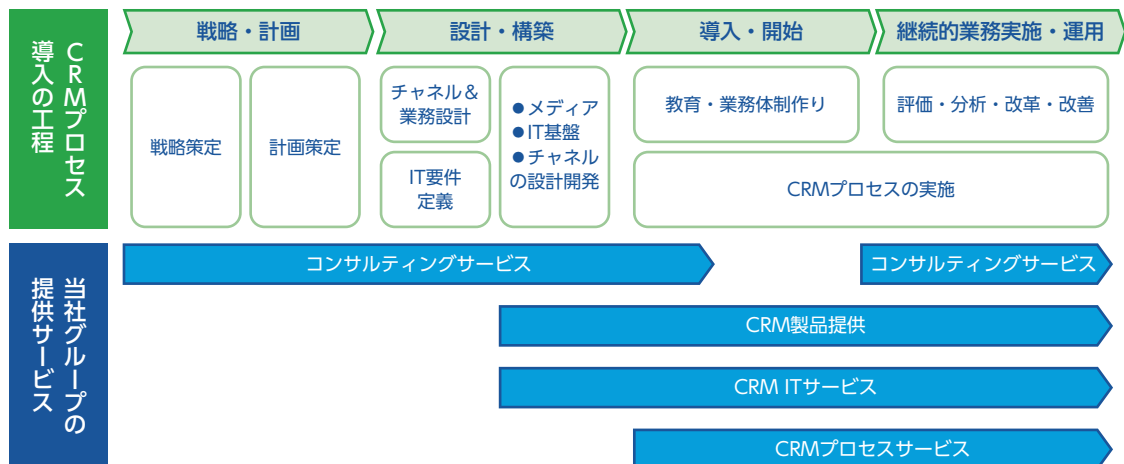 CRMプロセス
導入の工程
戦略・計画
設計・構築
導入・開始
継続的業務実施・運用
戦略策定
計画策定
チャネル＆
業務設計
IT要件
定義
●メディア
●IT基盤
●チャネル
の設計開発
教育・業務体制作り
評価・分析・改革・改善
CRMプロセスの実施
当社グループの
提供サービス
コンサルティングサービス
コンサルティングサービス
CRM製品提供
CRM ITサービス
CRMプロセスサービス